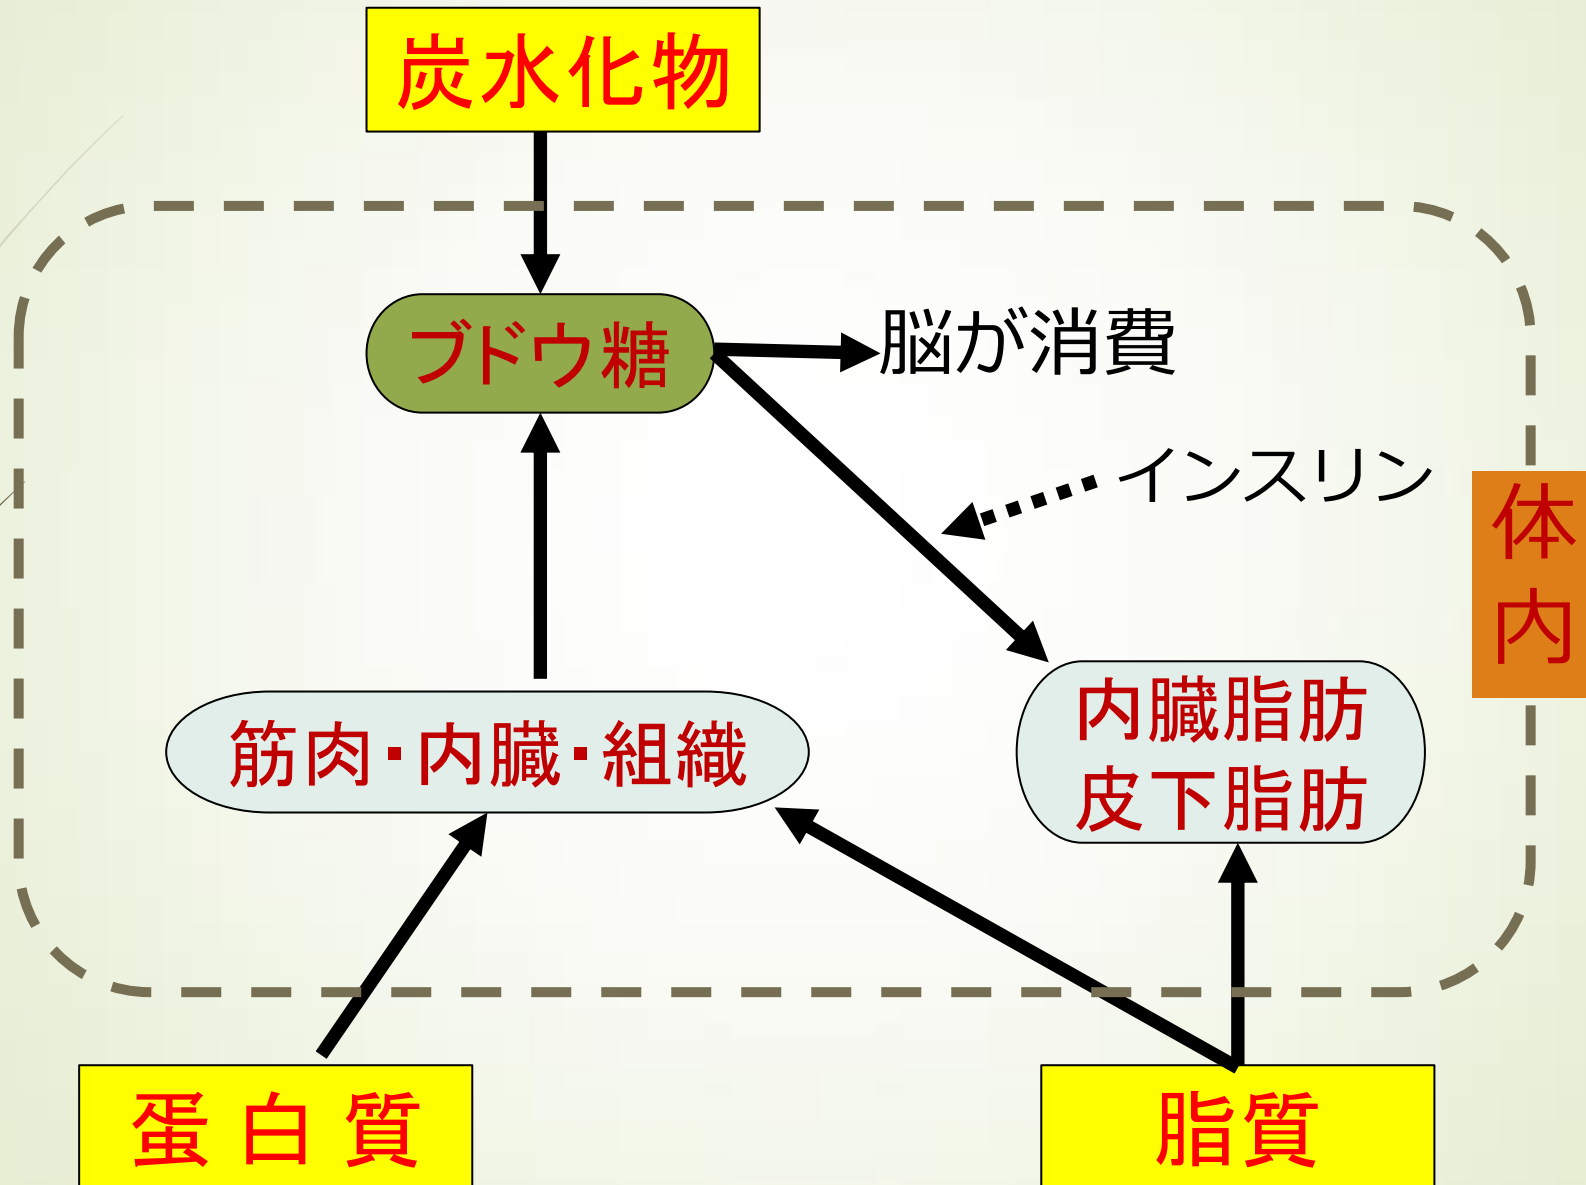 炭水化物
ブドウ糖
脳が消費
インスリン
体
内
筋肉・内臓・組織
内臓脂肪
皮下脂肪
蛋白質
脂質